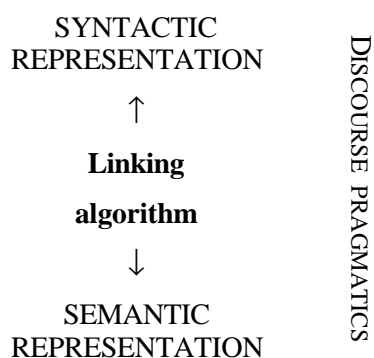 SYNTACTIC
REPRESENTATION
↑
Linking
algorithm
↓
SEMANTIC
REPRESENTATION
DISCOURSE PRAGMATICS